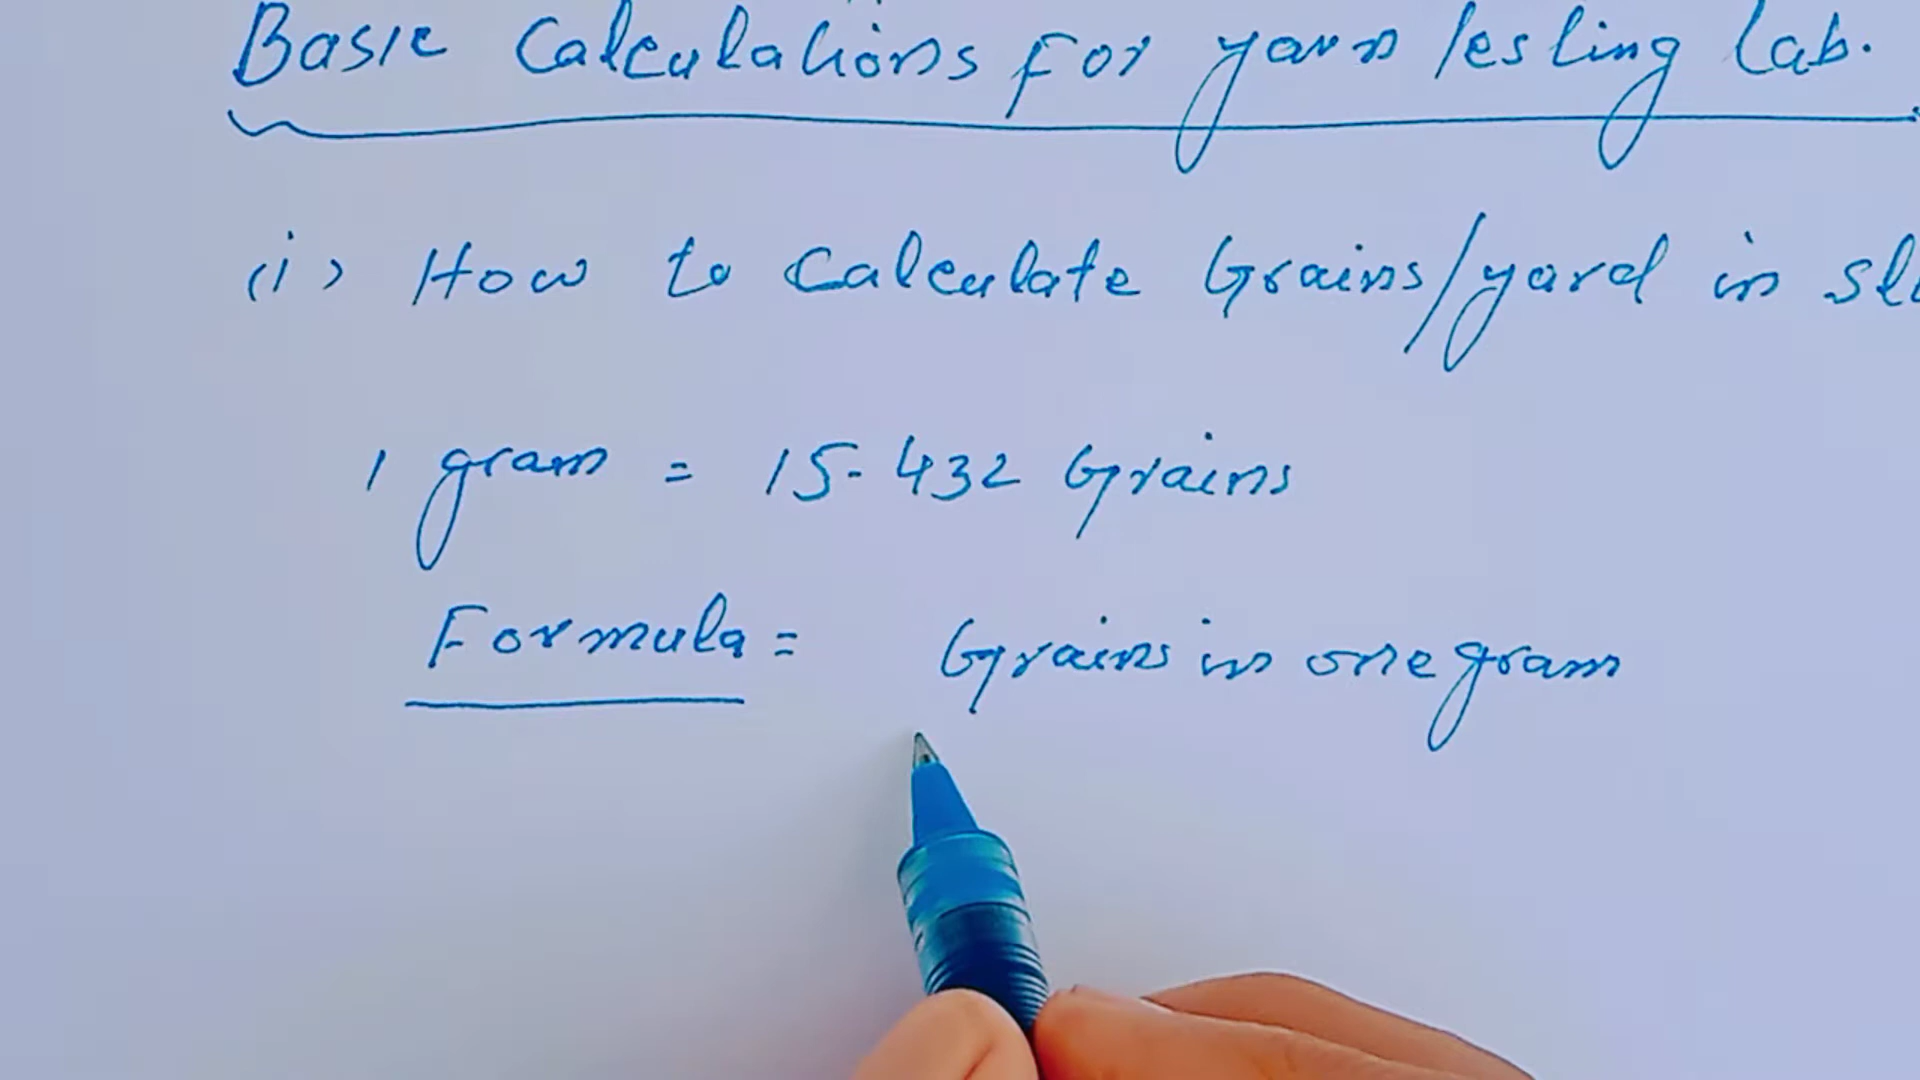 Basic Calculations For yarn Testing Lab.
(i) How to Calculate Grains/yard in
1 gram = 15.432 Grains
Formula = Grains in one gram